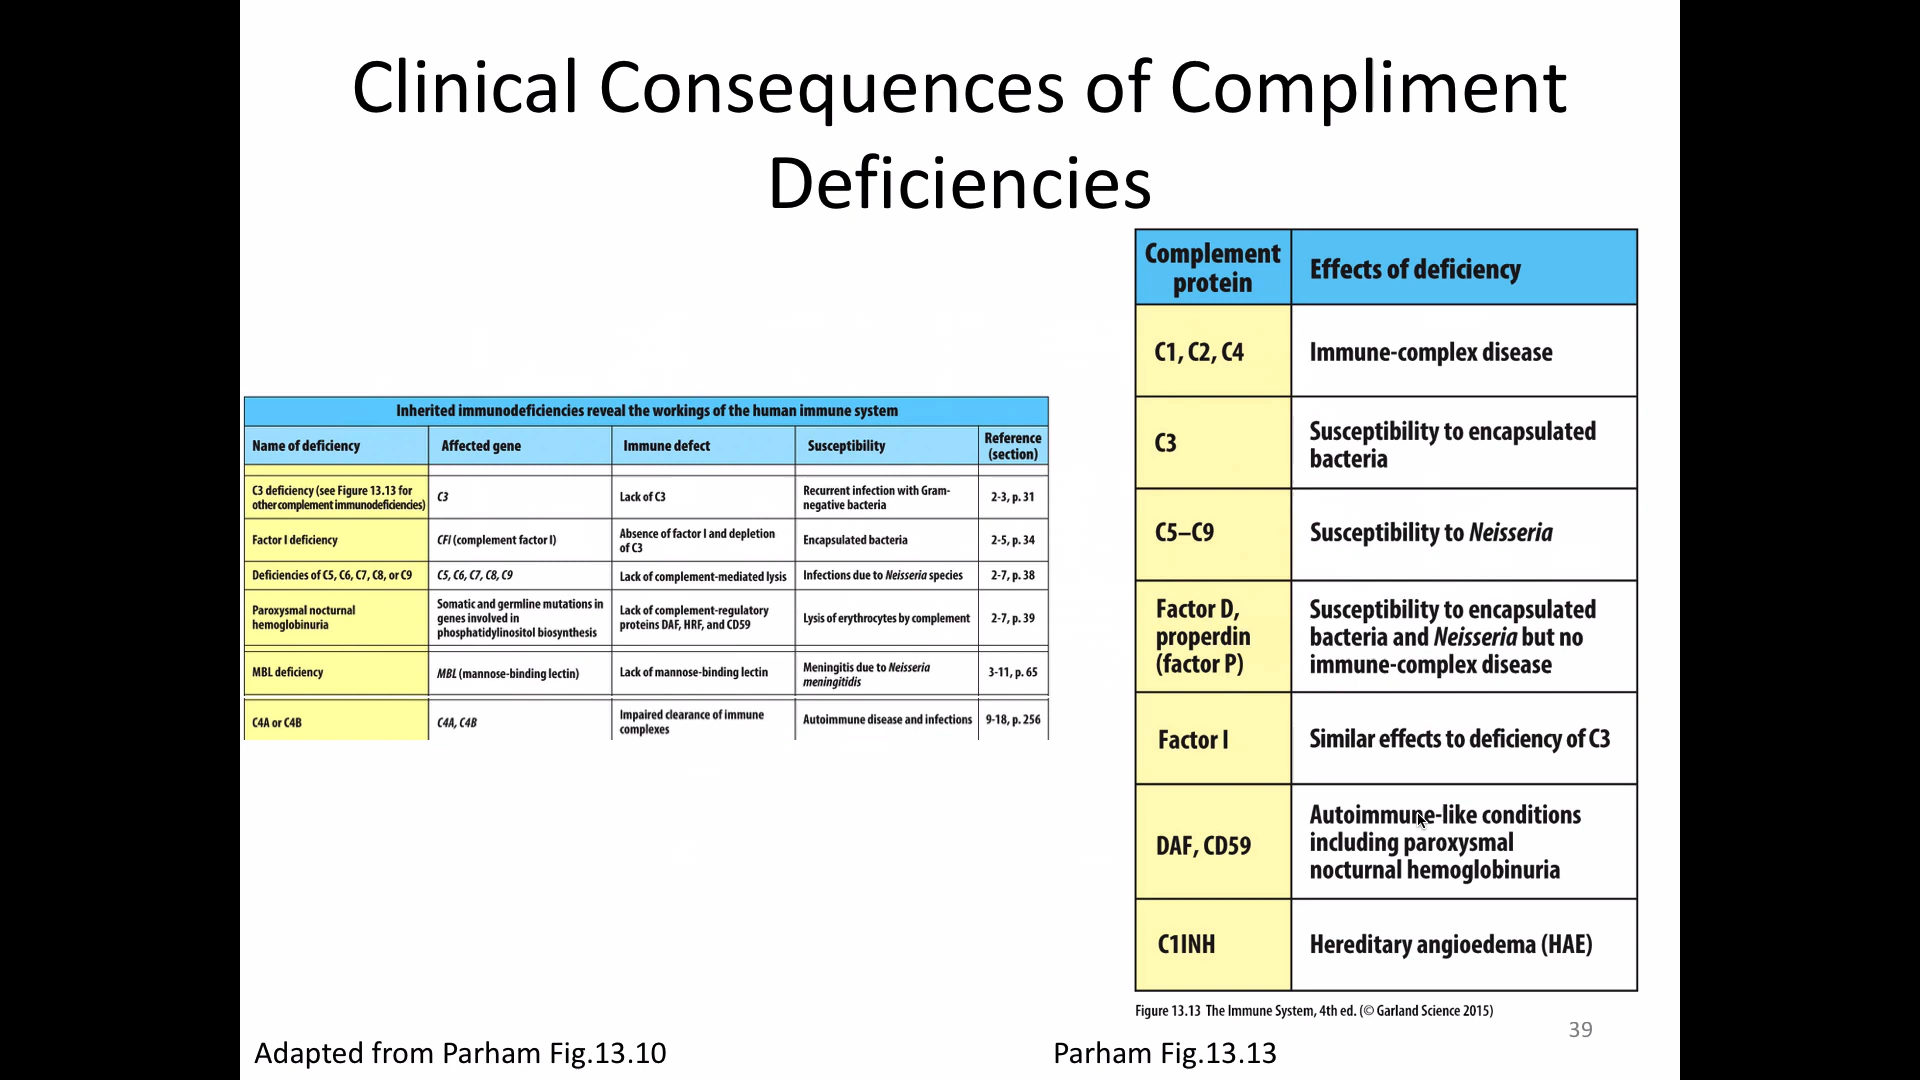 Clinical Consequences of Compliment
Deficiencies
Inherited immunodeficiencies reveal the workings of the human immune system
Name of deficiency
Affected gene
Immune defect
Susceptibility
Reference
(section)
C3 deficiency (see Figure 13.13 for
other complement immunodeficiencies)
C3
Lack of C3
Recurrent infection with Gram-
negative bacteria
2-3, p. 31
Factor I deficiency
CFI (complement factor I)
Absence of factor I and depletion
of C3
Encapsulated bacteria
2-5, p. 34
Deficiencies of C5, C6, C7, C8, or C9
C5, C6, C7, C8, C9
Lack of complement-mediated lysis
Infections due to Neisseria species
2-7, p. 38
Paroxysmal nocturnal
hemoglobinuria
Somatic and germline mutations in
genes involved in
phosphatidylinositol biosynthesis
Lack of complement-regulatory
proteins DAF, HRF, and CD59
Lysis of erythrocytes by complement
2-7, p. 39
MBL deficiency
MBL (mannose-binding lectin)
Lack of mannose-binding lectin
Meningitis due to Neisseria
meningitidis
3-11, p. 65
C4A or C4B
C4A, C4B
Impaired clearance of immune
complexes
Autoimmune disease and infections
9-18, p. 256
Complement
protein
Effects of deficiency
C1, C2, C4
Immune-complex disease
C3
Susceptibility to encapsulated
bacteria
C5–C9
Susceptibility to Neisseria
Factor D,
properdin
(factor P)
Susceptibility to encapsulated
bacteria and Neisseria but no
immune-complex disease
Factor I
Similar effects to deficiency of C3
DAF, CD59
Autoimmune-like conditions
including paroxysmal
nocturnal hemoglobinuria
C1INH
Hereditary angioedema (HAE)
Figure 13.13 The Immune System, 4th ed. (© Garland Science 2015)
39
Adapted from Parham Fig.13.10
Parham Fig.13.13